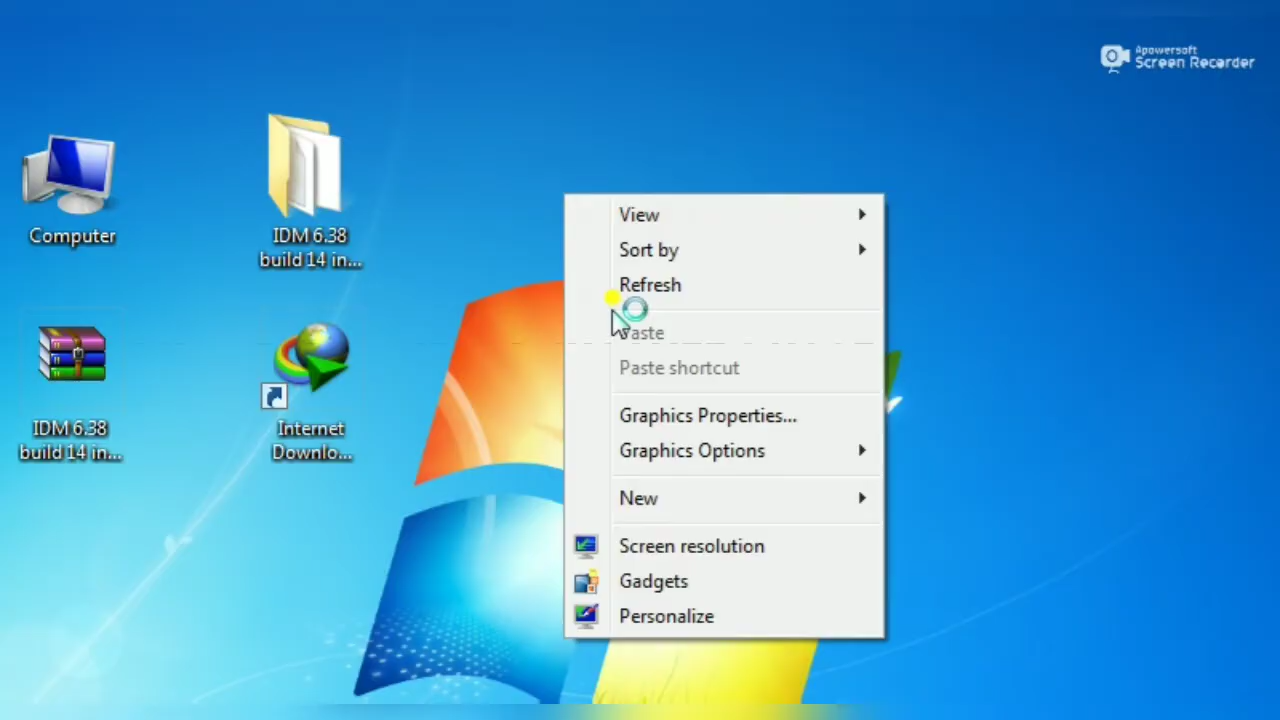 Apowersoft
Screen Recorder
Computer
IDM 6.38
build 14 in...
IDM 6.38
build 14 in...
Internet
Downlo...
View
Sort by
Refresh
Paste
Paste shortcut
Graphics Properties...
Graphics Options
New
Screen resolution
Gadgets
Personalize